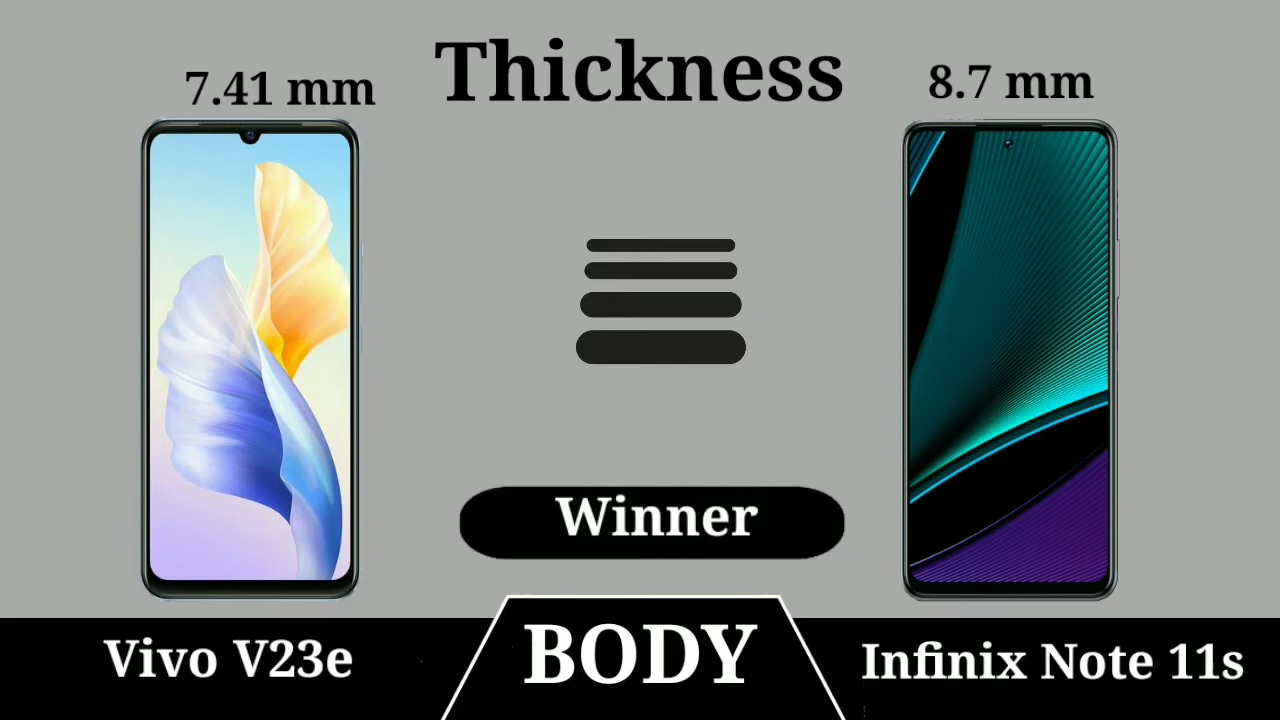 Thickness
7.41 mm
8.7 mm
Winner
BODY
Vivo V23e
Infinix Note 11s